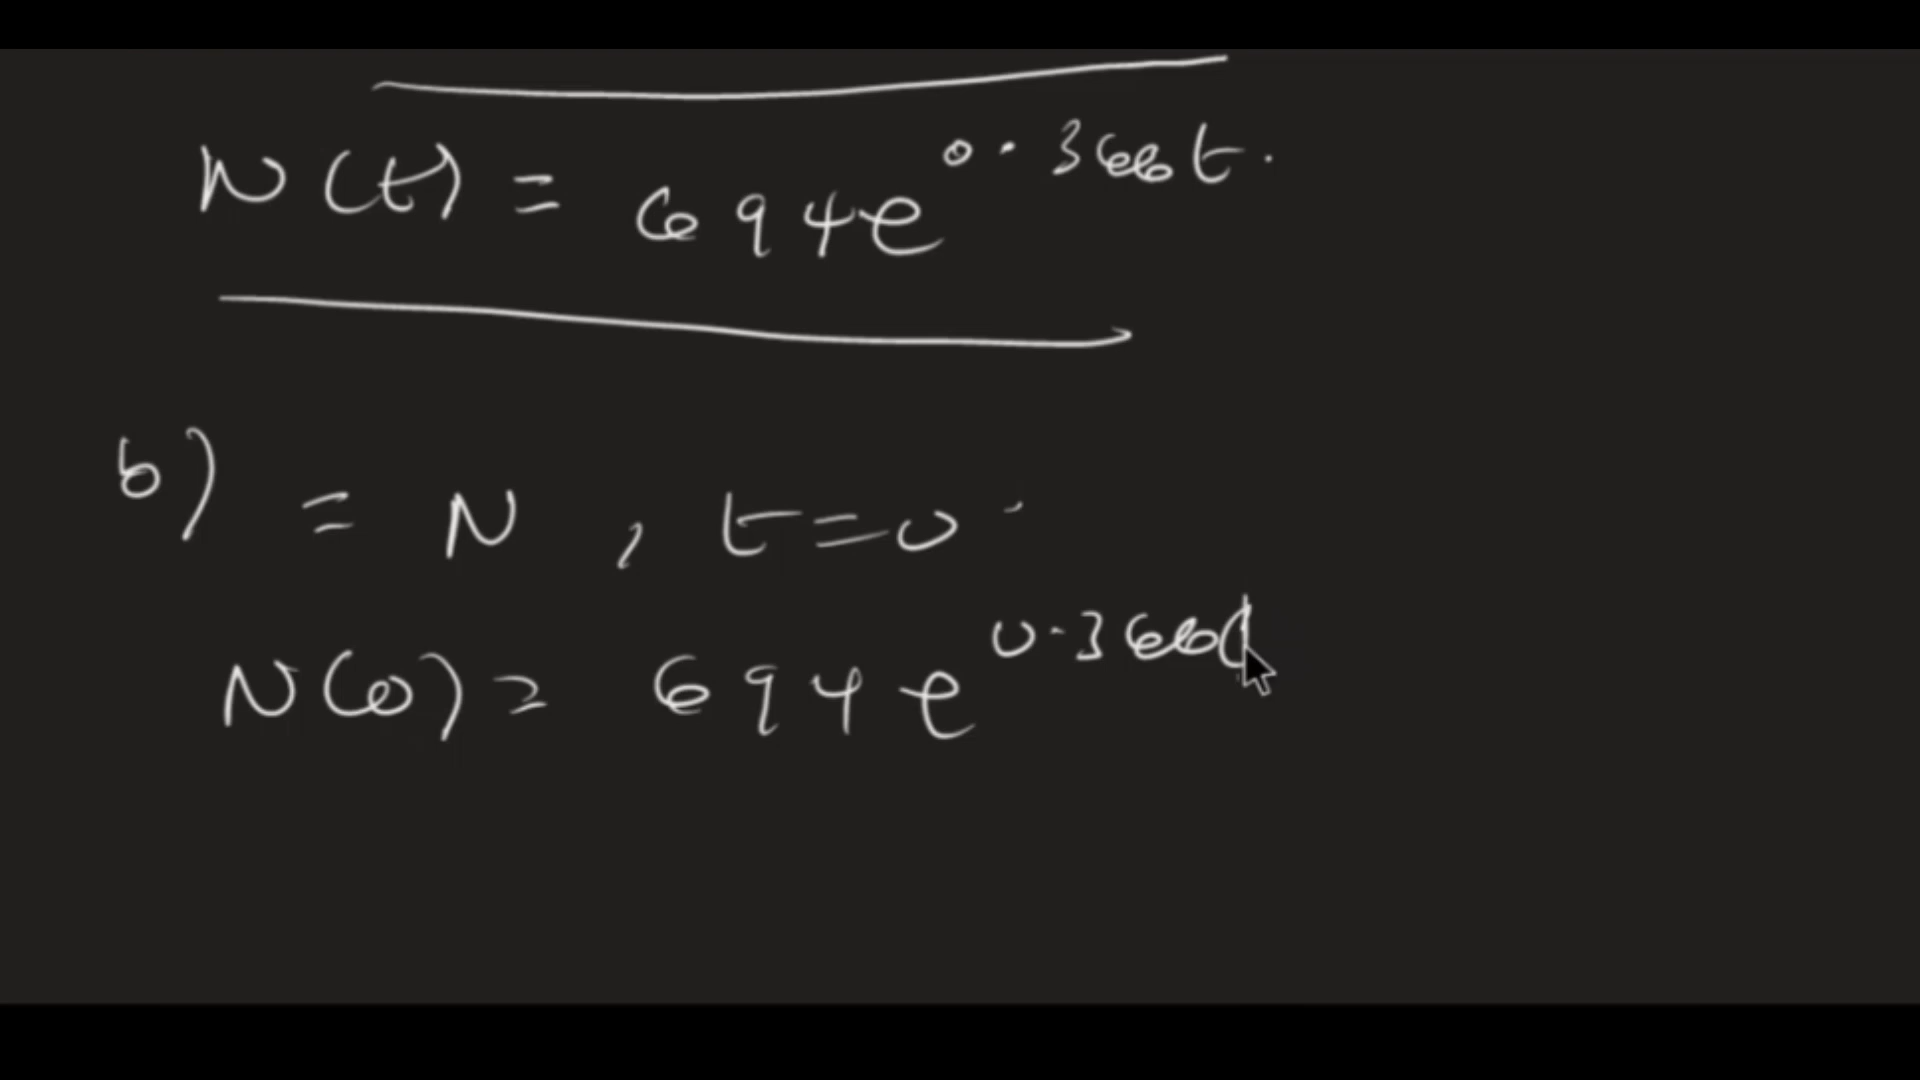 N(t) = 694e^0.366t.
b) = N , t=0
N(0) = 694e^0.366(